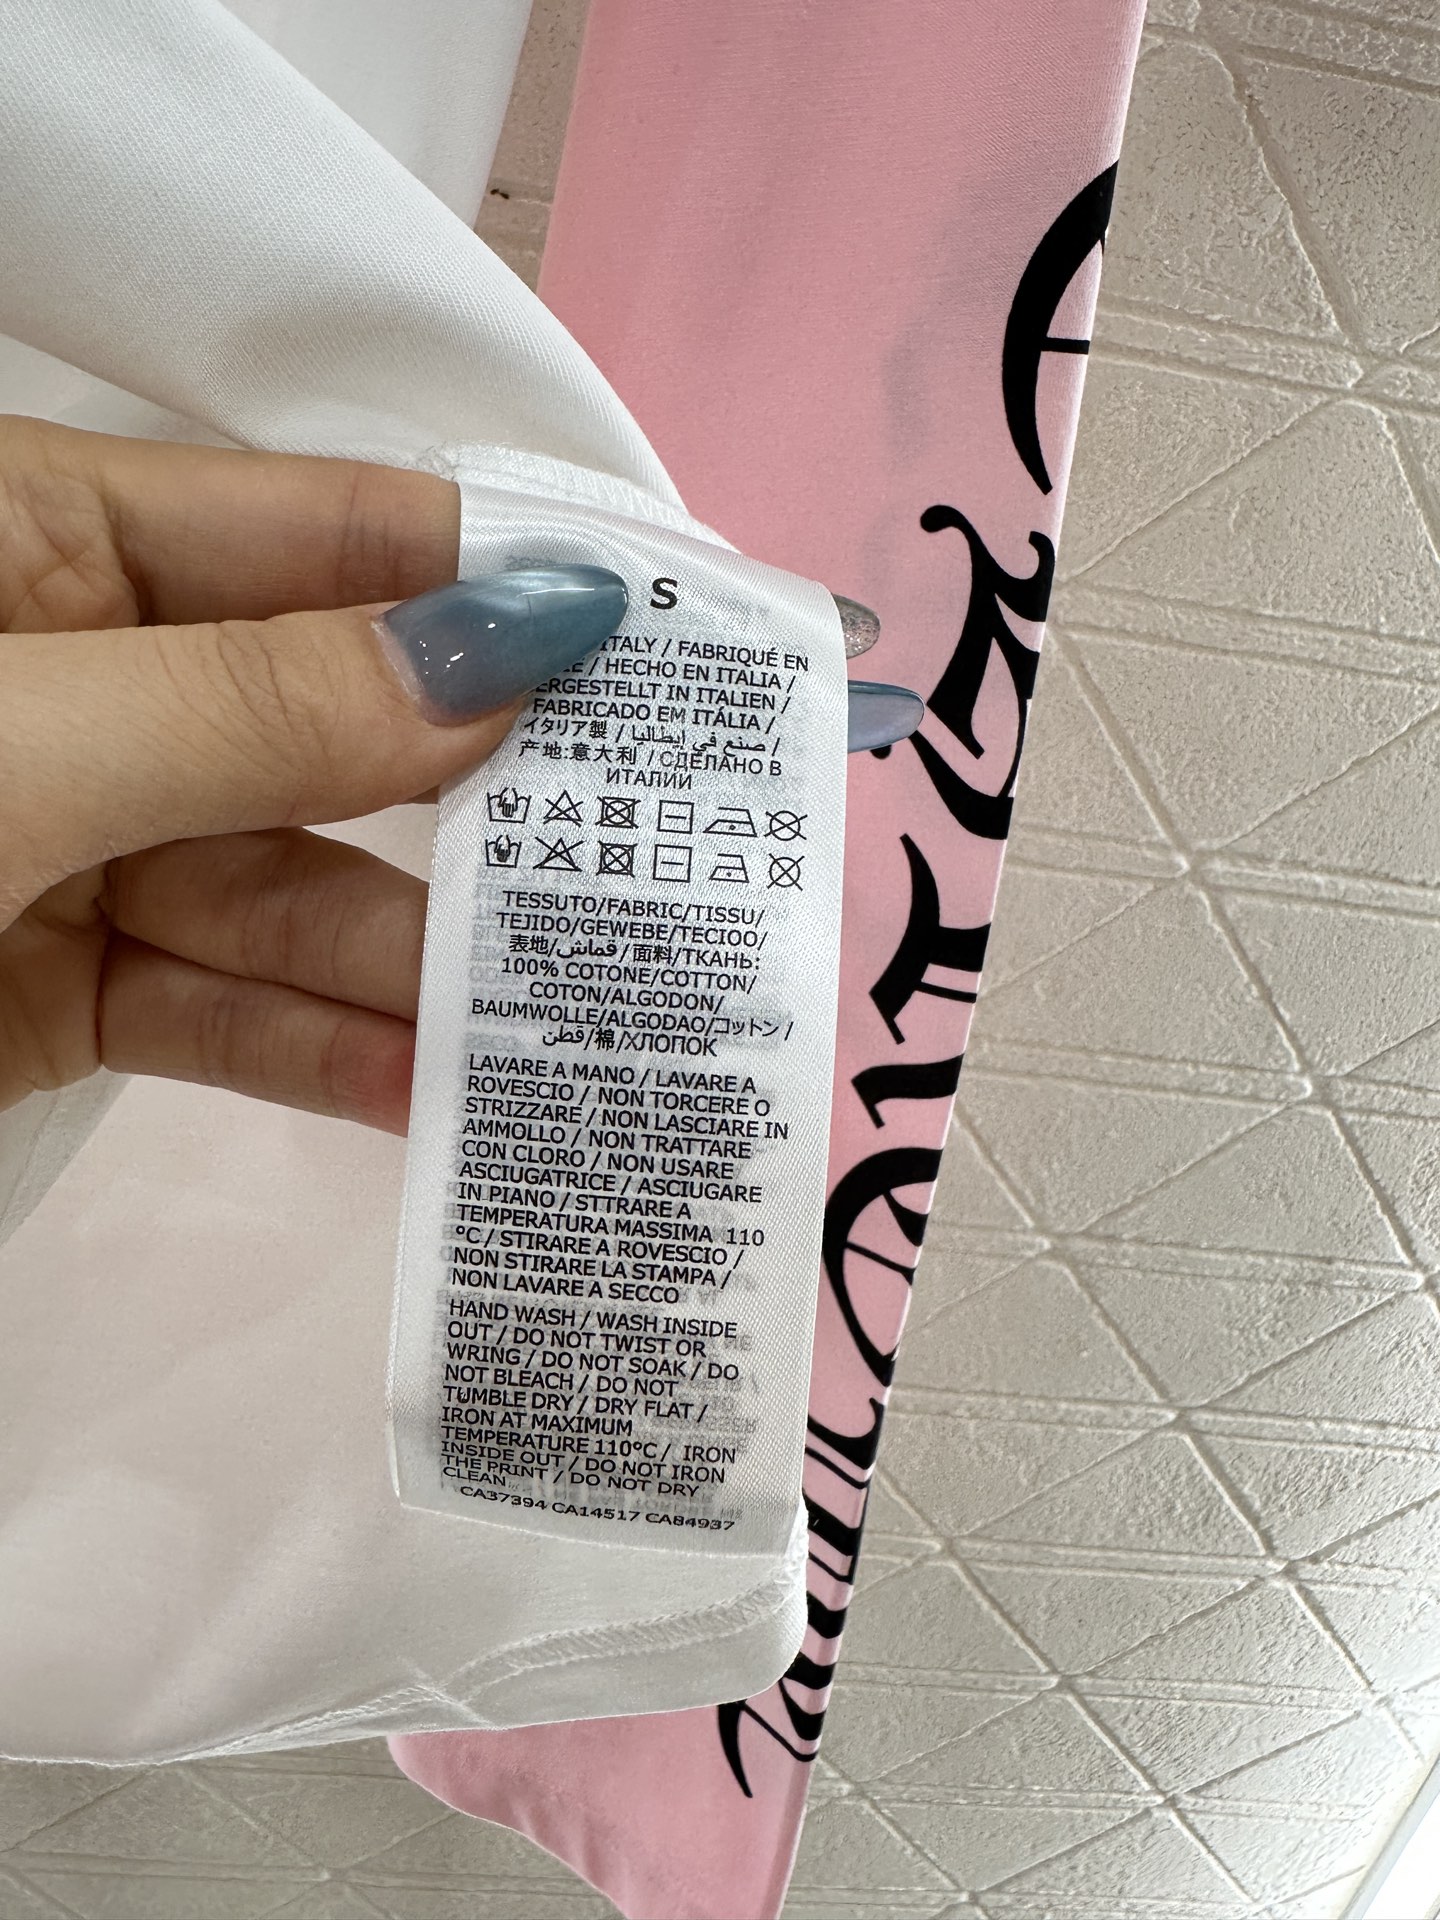 S
ITALY / FABRIQUÉ EN
/ HECHO EN ITALIA /
ERGESTELLT IN ITALIEN /
FABRICADO EM ITÁLIA /
イタリア製 / صنع في إيطاليا /
产地:意大利 / СДЕЛАНО В
ИТАЛИИ
TESSUTO/FABRIC/TISSU/
TEJIDO/GEWEBE/TECIOO/
表地/قماش/面料/ТКАНЬ:
100% COTONE/COTTON/
COTON/ALGODON/
BAUMWOLLE/ALGODAO/コットン/
قطن/棉/ХЛОПОК
LAVARE A MANO / LAVARE A
ROVESCIO / NON TORCERE O
STRIZZARE / NON LASCIARE IN
AMMOLLO / NON TRATTARE
CON CLORO / NON USARE
ASCIUGATRICE / ASCIUGARE
IN PIANO / STTRARE A
TEMPERATURA MASSIMA 110
°C / STIRARE A ROVESCIO /
NON STIRARE LA STAMPA /
NON LAVARE A SECCO
HAND WASH / WASH INSIDE
OUT / DO NOT TWIST OR
WRING / DO NOT SOAK / DO
NOT BLEACH / DO NOT
TUMBLE DRY / DRY FLAT /
IRON AT MAXIMUM
TEMPERATURE 110°C / IRON
INSIDE OUT / DO NOT IRON
THE PRINT / DO NOT DRY
CLEAN
CA37394 CA14517 CA84937